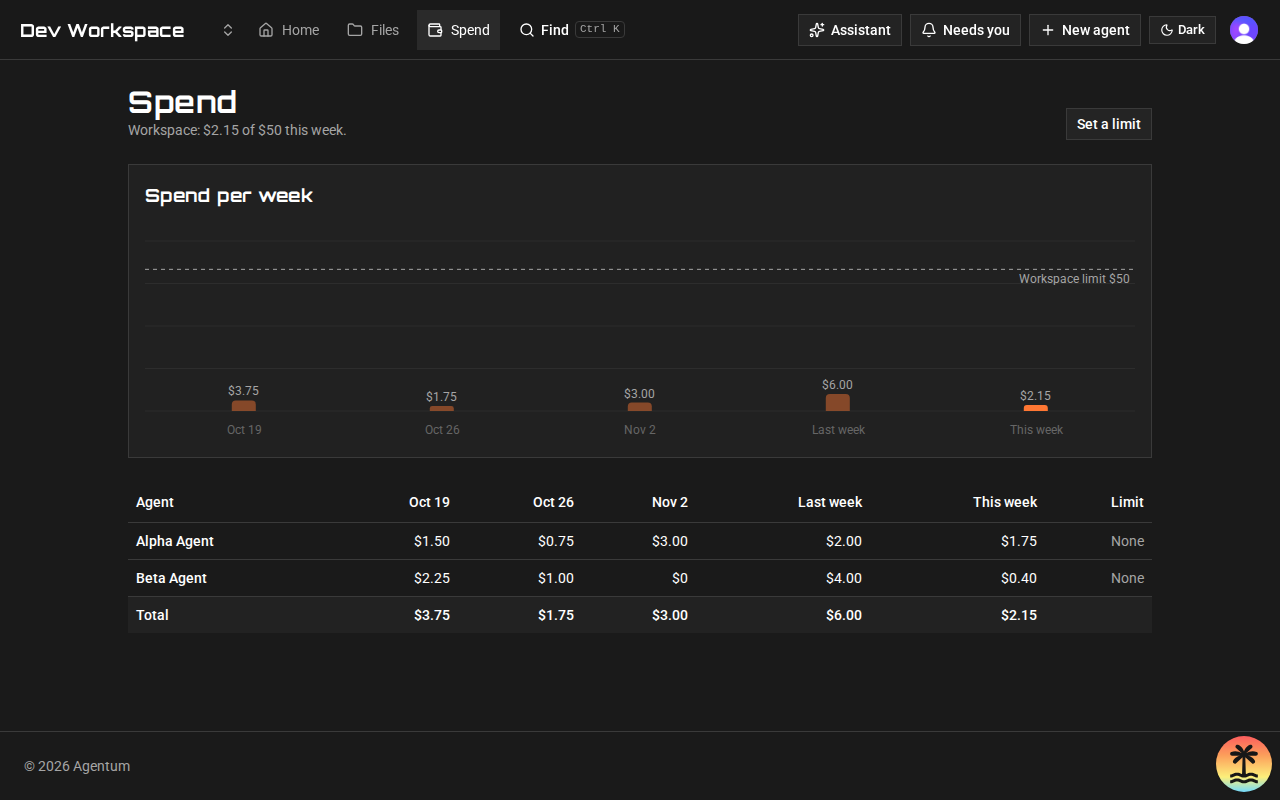 Dev Workspace Home Files Spend Find Ctrl K Assistant Needs you New agent Dark
Spend
Workspace: $2.15 of $50 this week.
Set a limit
Spend per week
Workspace limit $50
$3.75 $1.75 $3.00 $6.00 $2.15
Oct 19 Oct 26 Nov 2 Last week This week
Agent Oct 19 Oct 26 Nov 2 Last week This week Limit
Alpha Agent $1.50 $0.75 $3.00 $2.00 $1.75 None
Beta Agent $2.25 $1.00 $0 $4.00 $0.40 None
Total $3.75 $1.75 $3.00 $6.00 $2.15
© 2026 Agentum